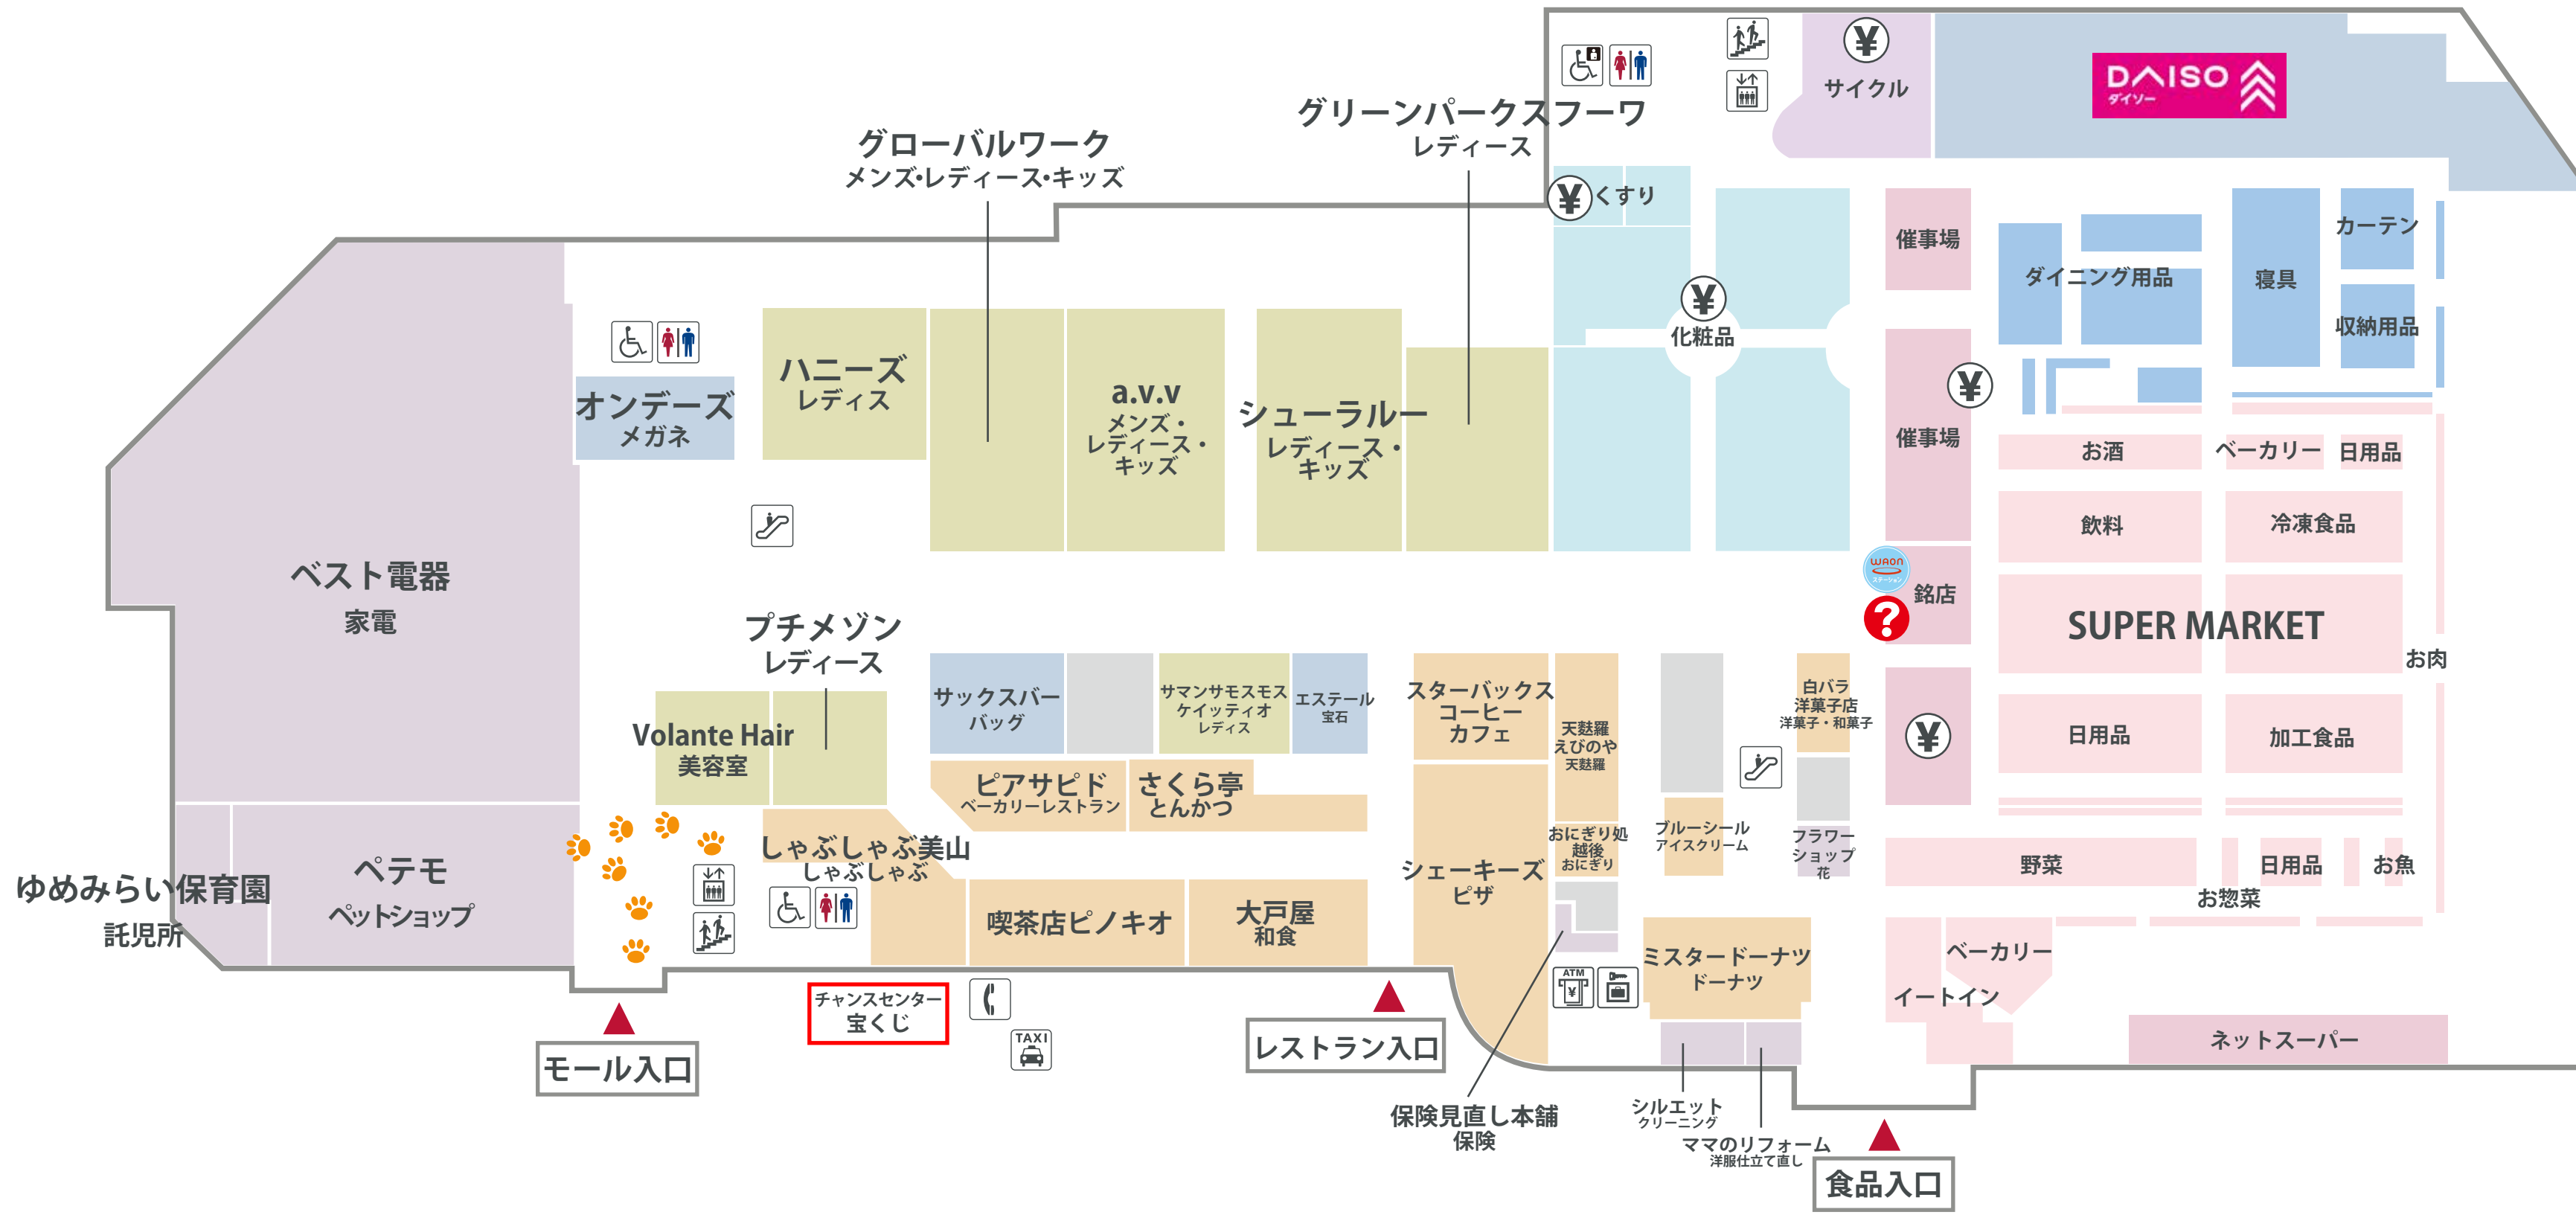 DAISO
ダイソー
サイクル
¥
グリーンパークスフーワ
レディース
グローバルワーク
メンズ・レディース・キッズ
¥
くすり
催事場
ダイニング用品
寝具
カーテン
収納用品
¥
化粧品
ハニーズ
レディス
オンデーズ
メガネ
a.v.v
メンズ・
レディース・
キッズ
シューラルー
レディース・
キッズ
¥
催事場
お酒
ベーカリー
日用品
飲料
冷凍食品
WAON
ステーション
?
銘店
SUPER MARKET
お肉
ベスト電器
家電
プチメゾン
レディース
Volante Hair
美容室
サックスバー
バッグ
サマンサモスモス
ケイッティオ
レディス
エステール
宝石
スターバックス
コーヒー
カフェ
天麩羅
えびのや
天麩羅
白バラ
洋菓子店
洋菓子・和菓子
¥
日用品
加工食品
ピアサピド
ベーカリーレストラン
さくら亭
とんかつ
しゃぶしゃぶ美山
しゃぶしゃぶ
シェーキーズ
ピザ
おにぎり処
越後
おにぎり
ブルーシール
アイスクリーム
フラワー
ショップ
花
野菜
日用品
お魚
お惣菜
ペテモ
ペットショップ
ゆめみらい保育園
託児所
喫茶店ピノキオ
大戸屋
和食
ミスタードーナツ
ドーナツ
ATM
¥
ベーカリー
イートイン
ネットスーパー
チャンスセンター
宝くじ
TAXI
モール入口
レストラン入口
保険見直し本舗
保険
シルエット
クリーニング
ママのリフォーム
洋服仕立て直し
食品入口